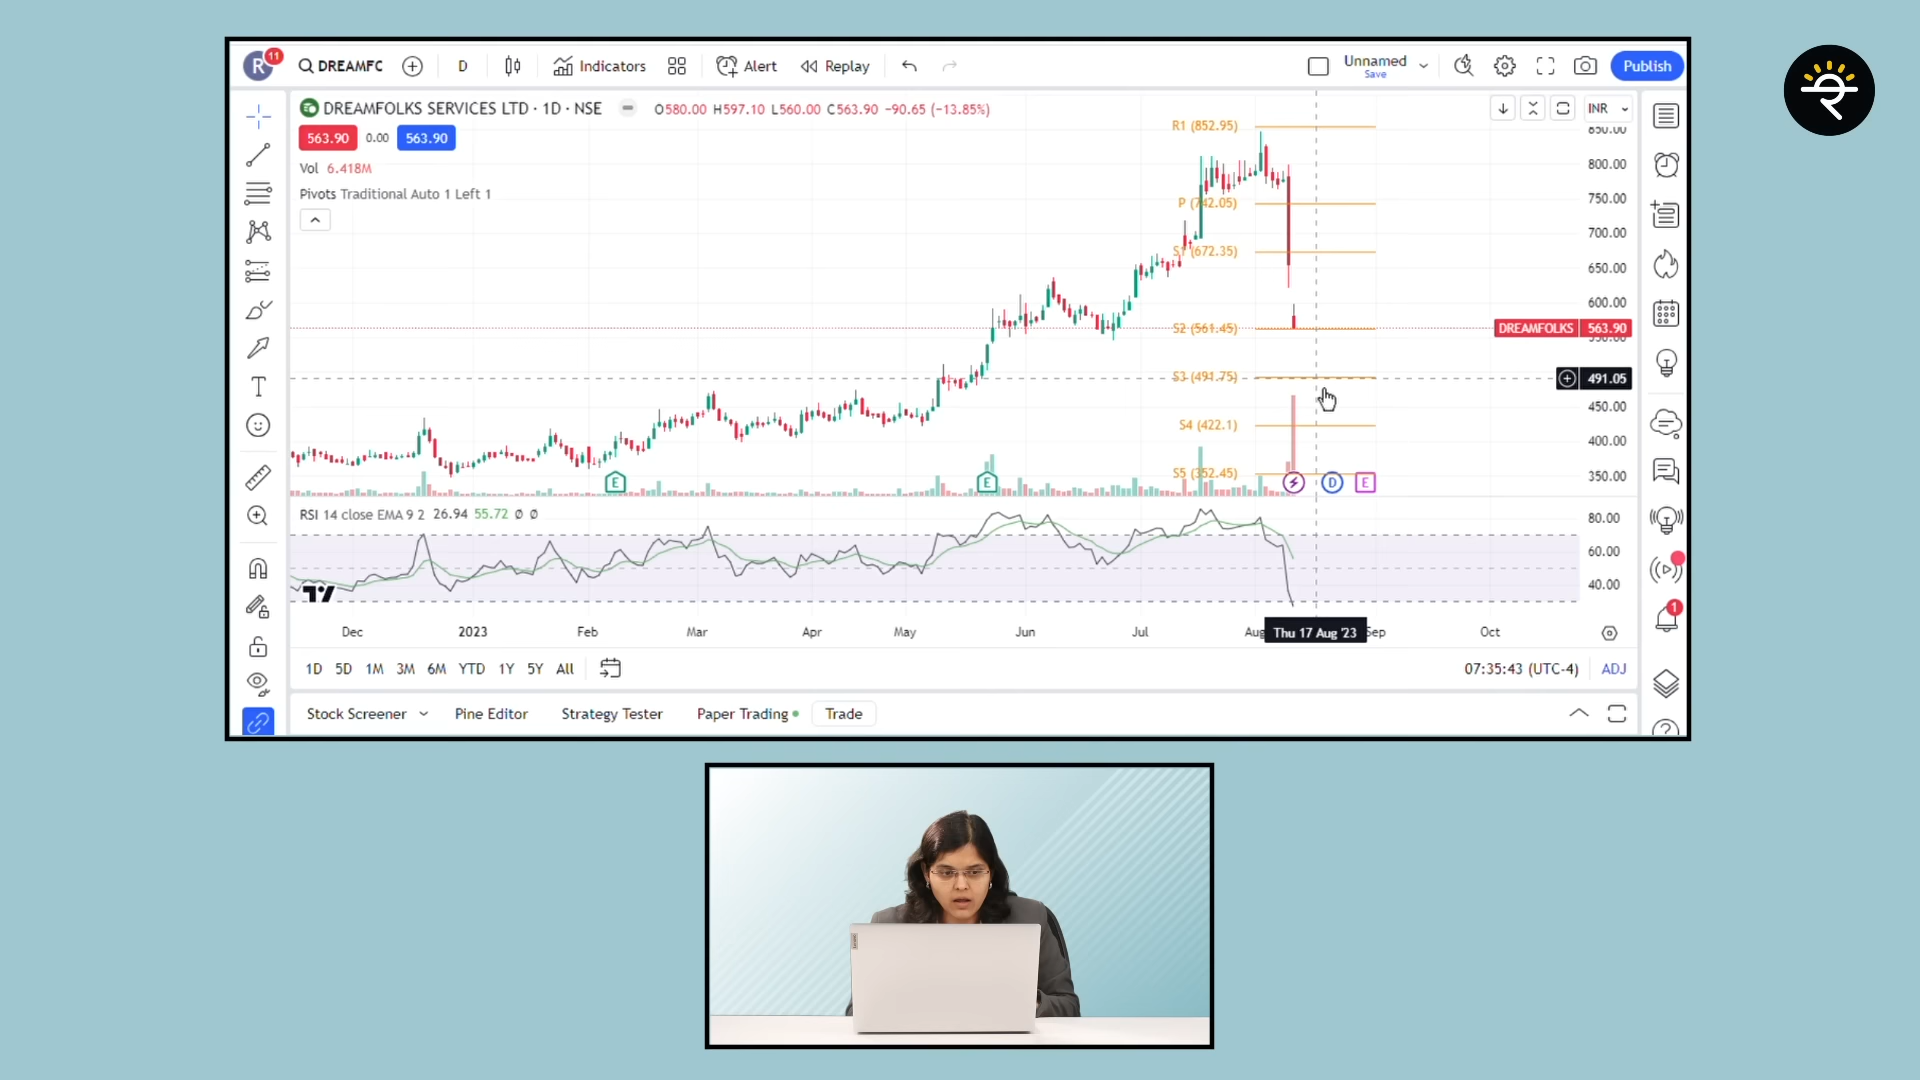 R 11 DREAMFC D Indicators Alert Replay Unnamed Save Publish
DREAMFOLKS SERVICES LTD · 1D · NSE O580.00 H597.10 L560.00 C563.90 −90.65 (−13.85%) INR
563.90 0.00 563.90
Vol 6.418M
Pivots Traditional Auto 1 Left 1
R1 (852.95)
P (742.05)
S1 (672.35)
S2 (561.45)
S3 (491.75)
S4 (422.1)
S5 (352.45)
850.00
800.00
750.00
700.00
650.00
600.00
DREAMFOLKS 563.90
550.00
491.05
450.00
400.00
350.00
E E D E
RSI 14 close EMA 9 2 26.94 55.72 Ø Ø
80.00
60.00
40.00
1
Dec 2023 Feb Mar Apr May Jun Jul Aug Thu 17 Aug '23 Sep Oct
1D 5D 1M 3M 6M YTD 1Y 5Y All 07:35:43 (UTC-4) ADJ
Stock Screener Pine Editor Strategy Tester Paper Trading Trade